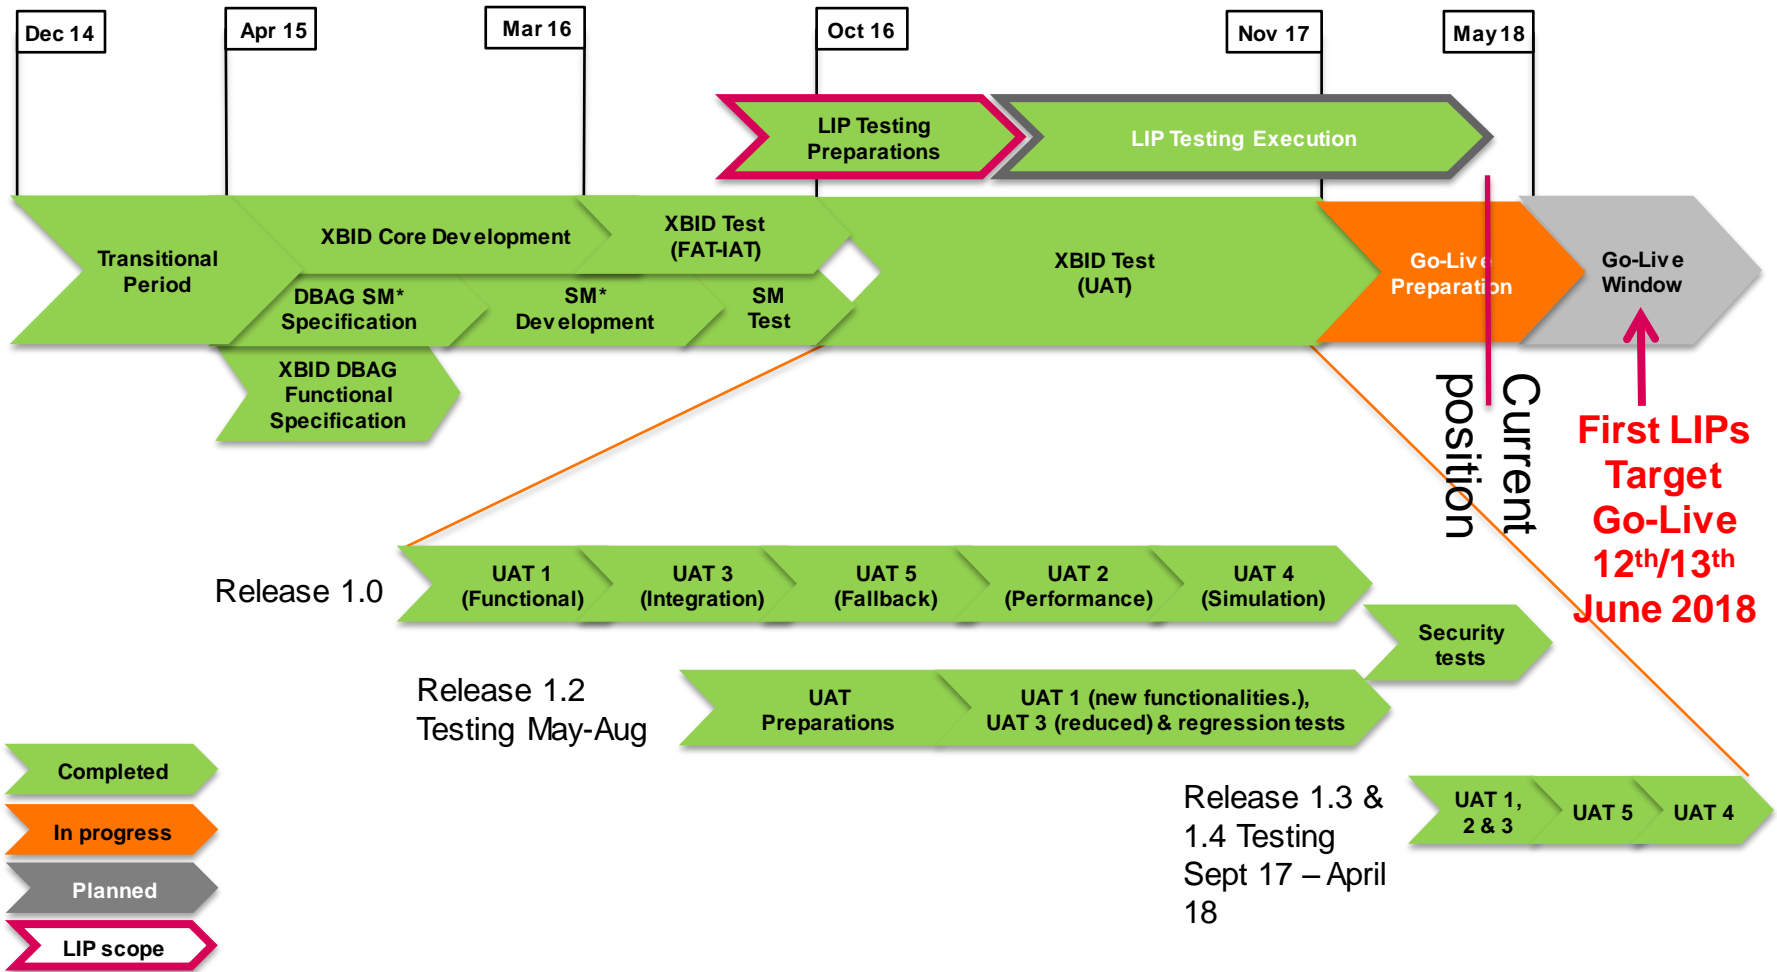 Dec 14
Apr 15
Mar 16
Oct 16
Nov 17
May 18
LIP Testing
Preparations
LIP Testing Execution
Transitional
Period
XBID Core Development
XBID Test
(FAT-IAT)
DBAG SM*
Specification
SM*
Development
SM
Test
XBID DBAG
Functional
Specification
XBID Test
(UAT)
Go-Live
Preparation
Go-Live
Window
Current
position
First LIPs
Target
Go-Live
12th/13th
June 2018
Release 1.0
UAT 1
(Functional)
UAT 3
(Integration)
UAT 5
(Fallback)
UAT 2
(Performance)
UAT 4
(Simulation)
Security
tests
Release 1.2
Testing May-Aug
UAT
Preparations
UAT 1 (new functionalities.),
UAT 3 (reduced) & regression tests
Release 1.3 &
1.4 Testing
Sept 17 – April
18
UAT 1,
2 & 3
UAT 5
UAT 4
Completed
In progress
Planned
LIP scope